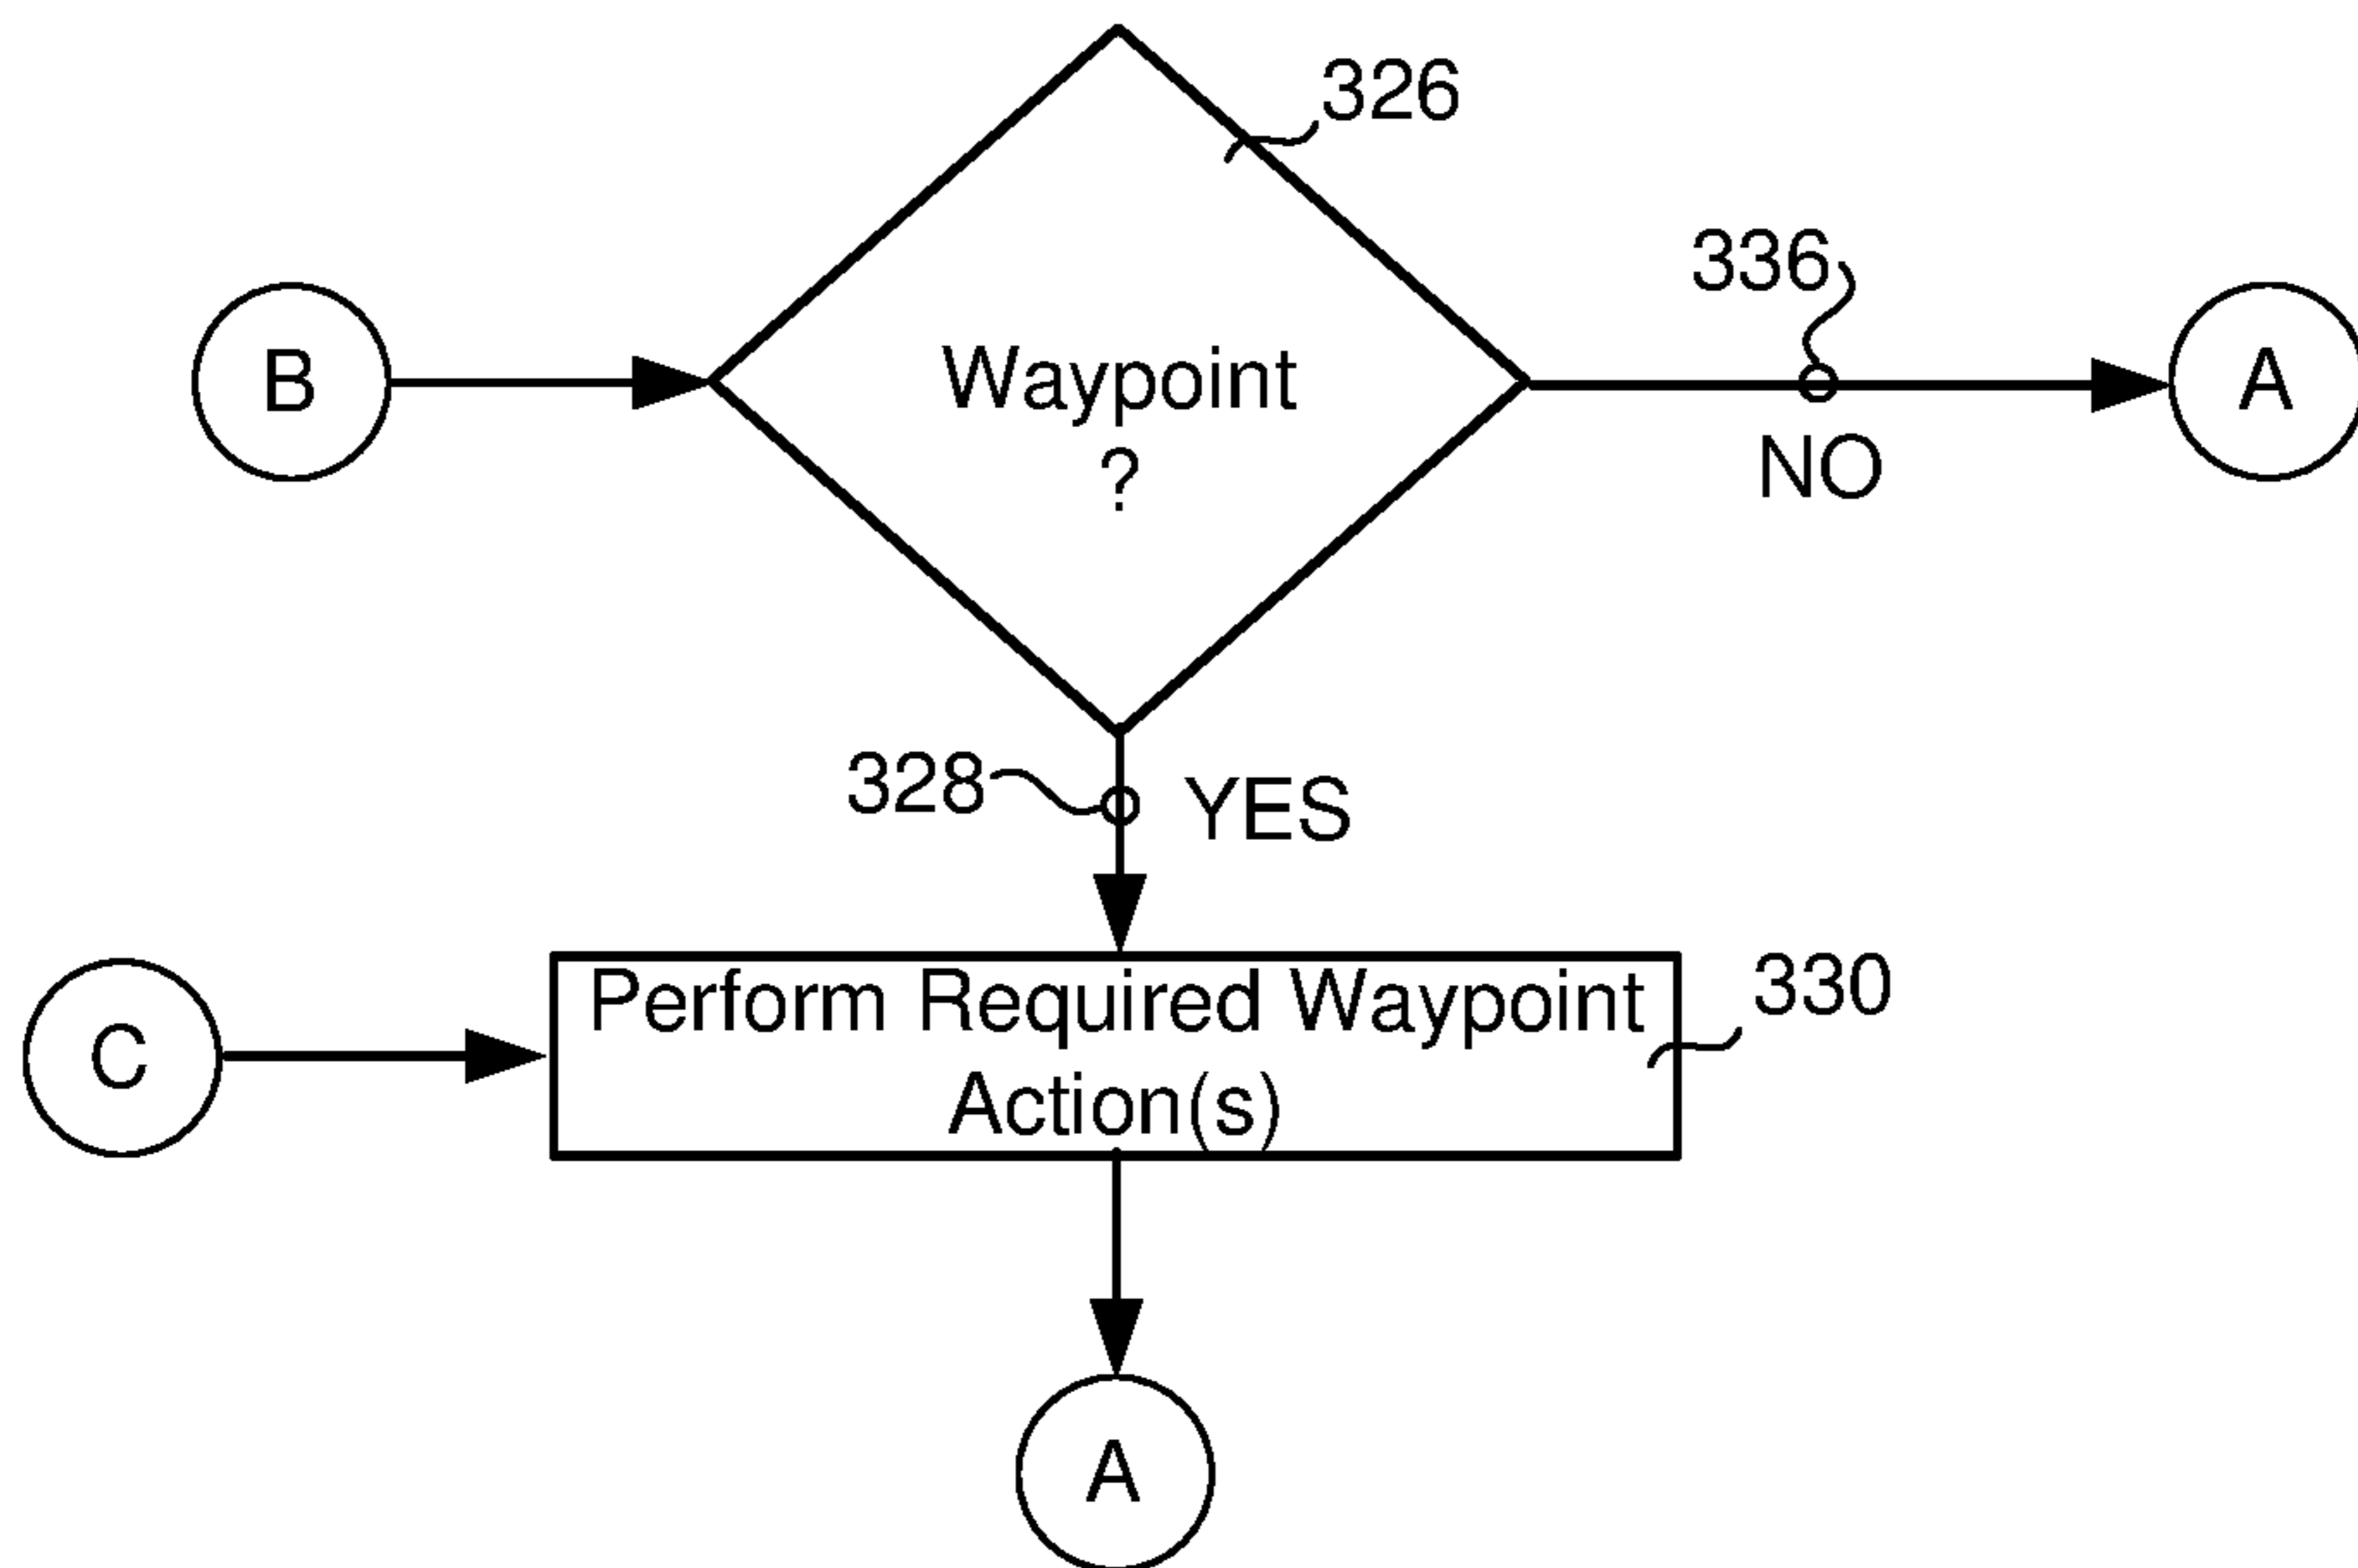 326
336
B
Waypoint
?
A
NO
328
YES
C
Perform Required Waypoint
Action(s)
330
A